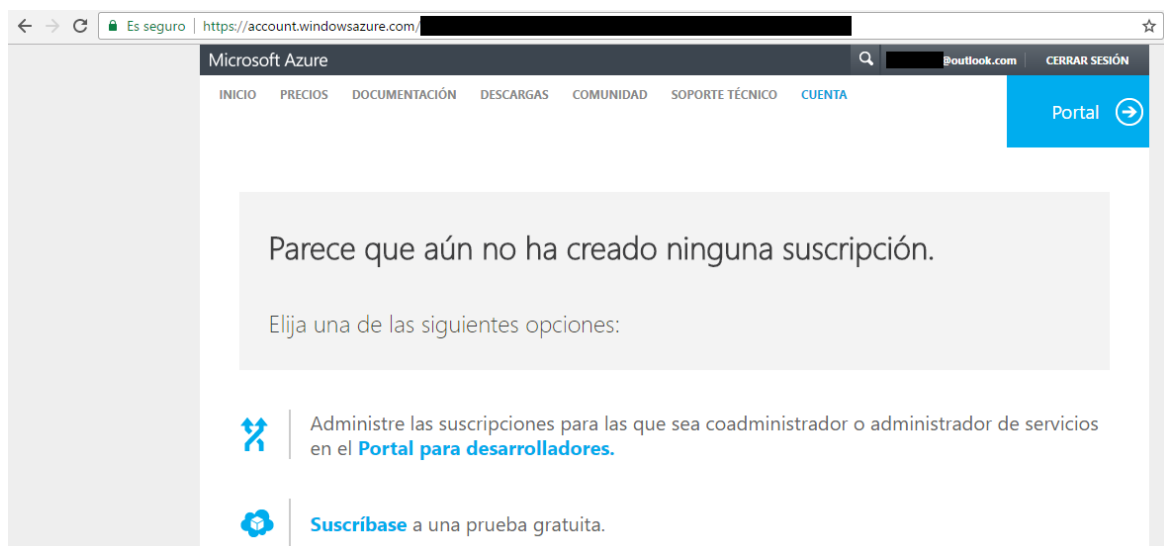 Es seguro https://account.windowsazure.com/
Microsoft Azure @outlook.com CERRAR SESIÓN
INICIO PRECIOS DOCUMENTACIÓN DESCARGAS COMUNIDAD SOPORTE TÉCNICO CUENTA
Portal
Parece que aún no ha creado ninguna suscripción.
Elija una de las siguientes opciones:
Administre las suscripciones para las que sea coadministrador o administrador de servicios
en el Portal para desarrolladores.
Suscríbase a una prueba gratuita.